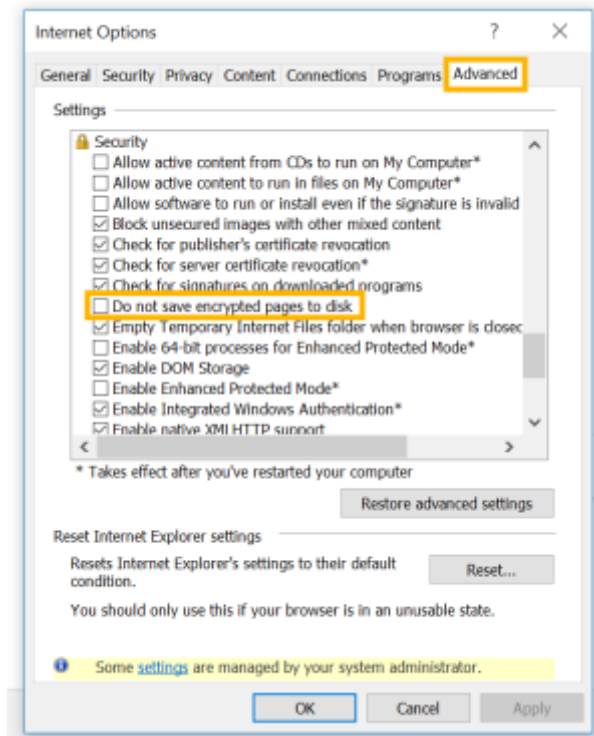 Internet Options
General Security Privacy Content Connections Programs Advanced
Settings
Security
Allow active content from CDs to run on My Computer*
Allow active content to run in files on My Computer*
Allow software to run or install even if the signature is invalid
Block unsecured images with other mixed content
Check for publisher's certificate revocation
Check for server certificate revocation*
Check for signatures on downloaded programs
Do not save encrypted pages to disk
Empty Temporary Internet Files folder when browser is closec
Enable 64-bit processes for Enhanced Protected Mode*
Enable DOM Storage
Enable Enhanced Protected Mode*
Enable Integrated Windows Authentication*
Enable native XMLHTTP support
* Takes effect after you've restarted your computer
Restore advanced settings
Reset Internet Explorer settings
Resets Internet Explorer's settings to their default
condition.
Reset...
You should only use this if your browser is in an unusable state.
Some settings are managed by your system administrator.
OK Cancel Apply